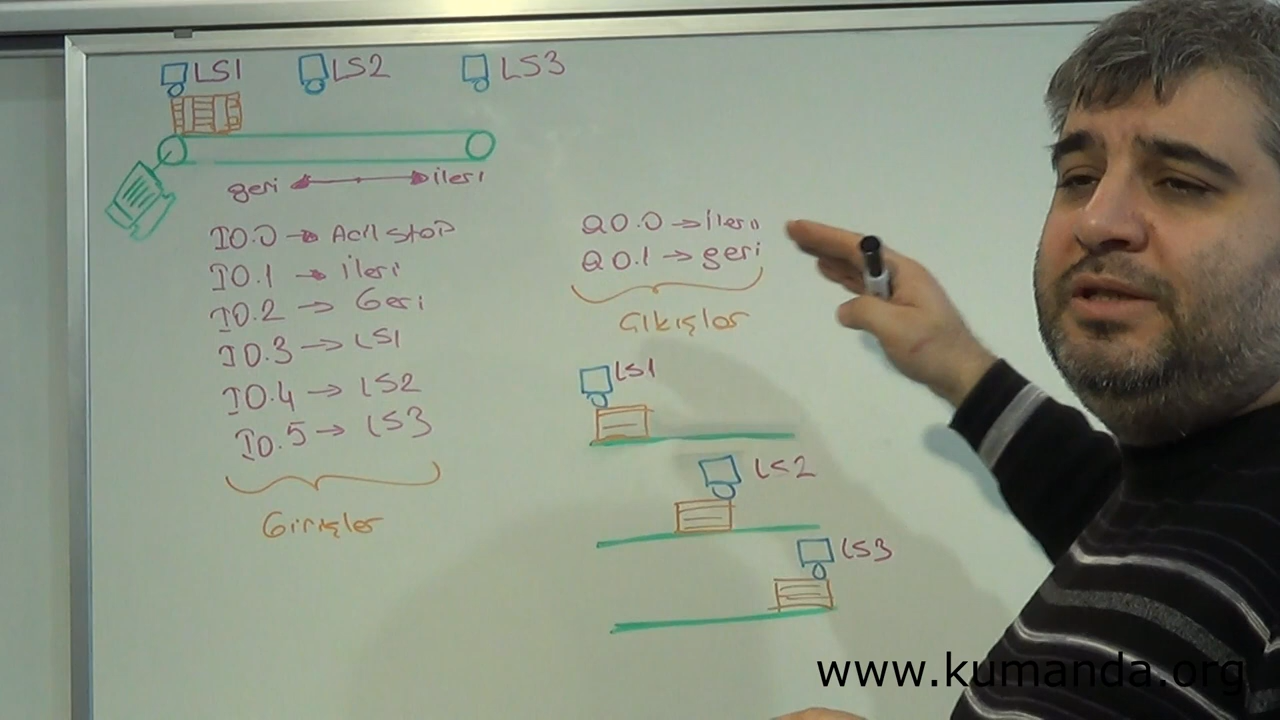 LS1 LS2 LS3
geri ileri
I0.0 → Acil stop
I0.1 → ileri
I0.2 → Geri
I0.3 → LS1
I0.4 → LS2
I0.5 → LS3
Girişler
Q0.0 → ileri
Q0.1 → geri
Çıkışlar
LS1
LS2
LS3
www.kumanda.org